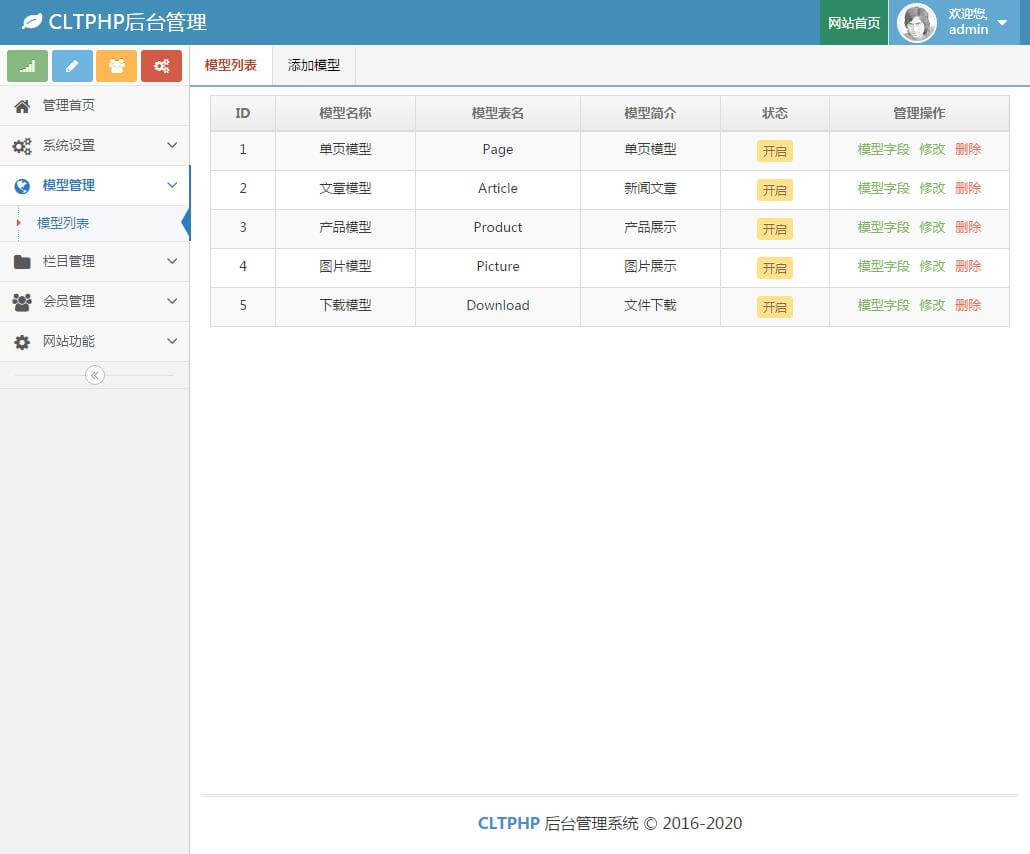 CLTPHP后台管理
网站首页
欢迎您,
admin
模型列表 添加模型
管理首页
系统设置
模型管理
模型列表
栏目管理
会员管理
网站功能
ID 模型名称 模型表名 模型简介 状态 管理操作
1 单页模型 Page 单页模型 开启 模型字段 修改 删除
2 文章模型 Article 新闻文章 开启 模型字段 修改 删除
3 产品模型 Product 产品展示 开启 模型字段 修改 删除
4 图片模型 Picture 图片展示 开启 模型字段 修改 删除
5 下载模型 Download 文件下载 开启 模型字段 修改 删除
CLTPHP 后台管理系统 © 2016-2020